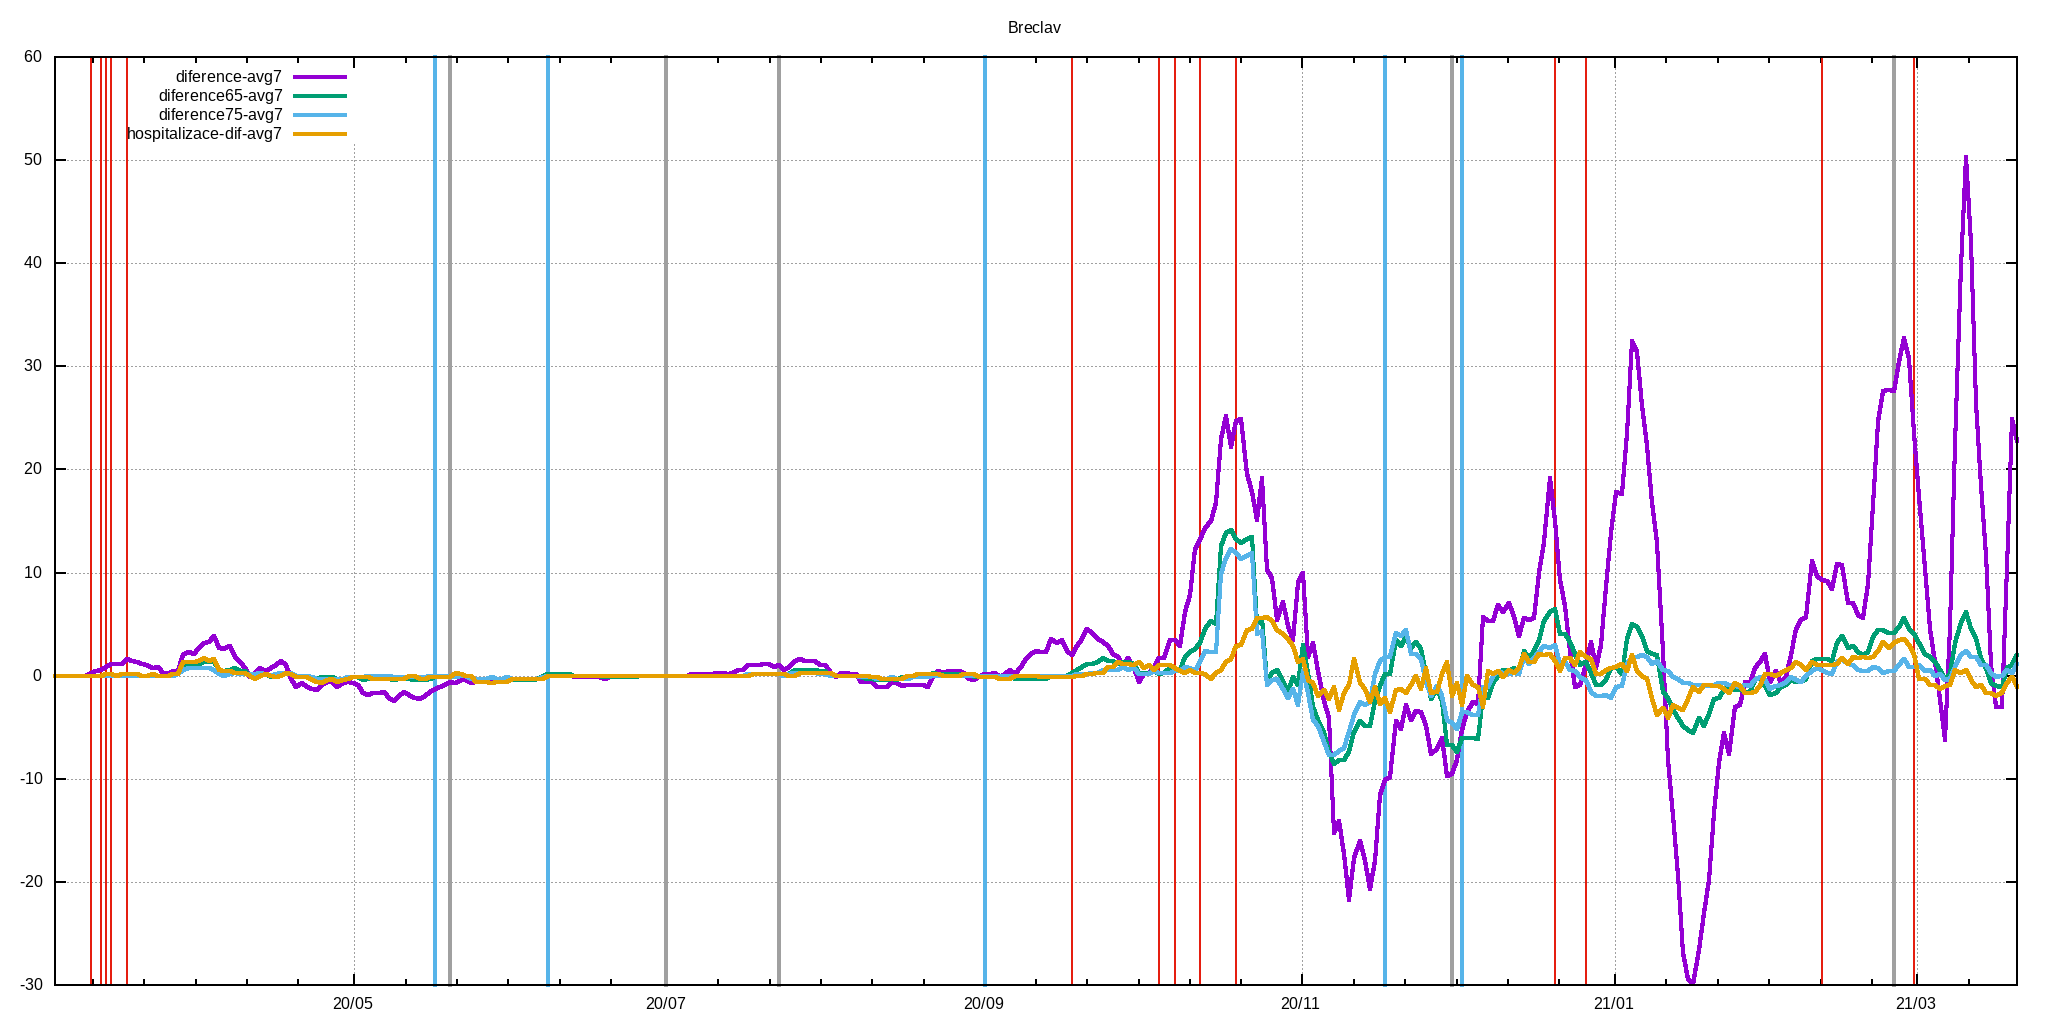 Breclav
60
diference-avg7
diference65-avg7
diference75-avg7
hospitalizace-dif-avg7
50
40
30
20
10
0
-10
-20
-30
20/05 20/07 20/09 20/11 21/01 21/03